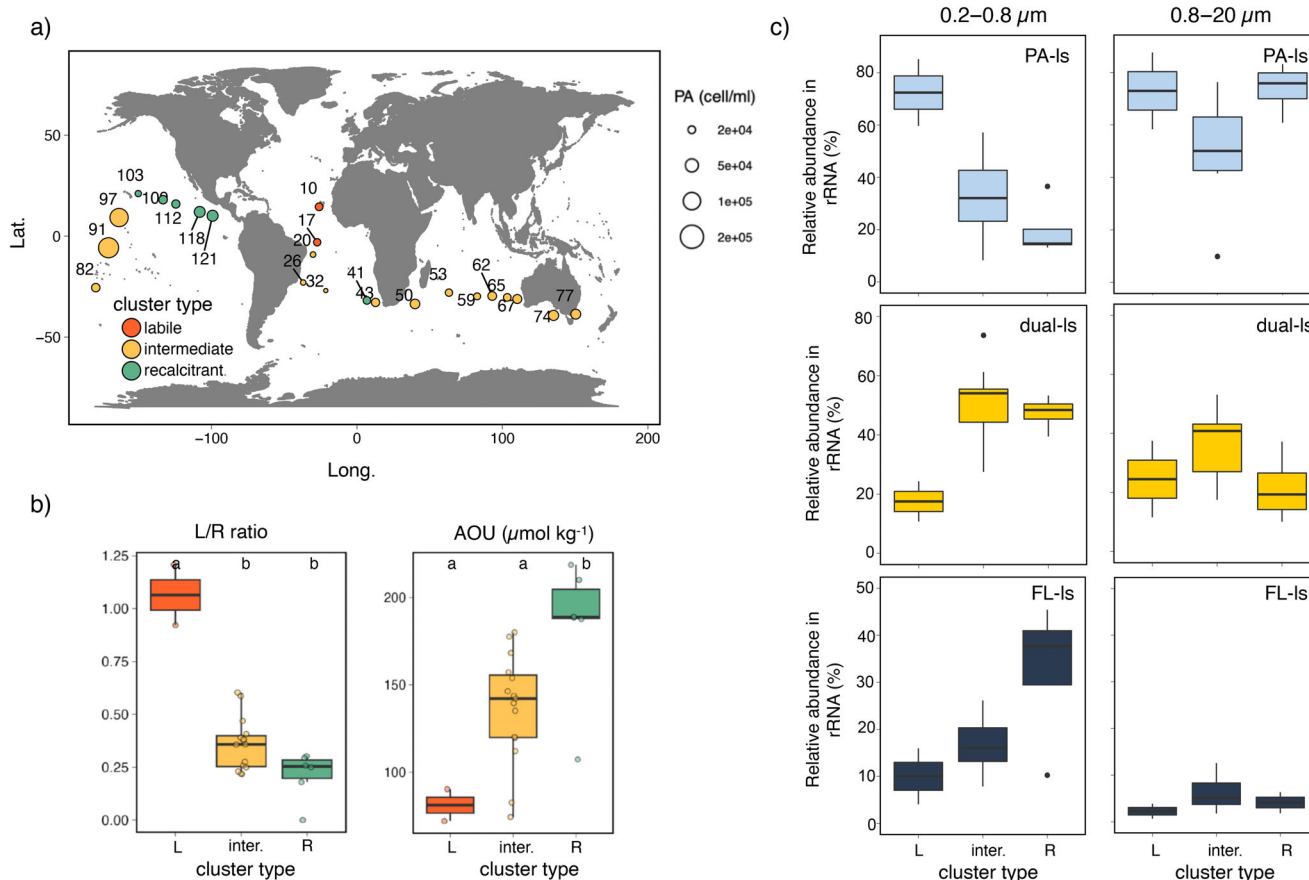 a)
Lat.
50
0
−50
−100
0
100
200
Long.
103
109
97
112
91
118
121
82
10
17
20
26
32
41
43
50
53
59
62
65
67
74
77
cluster type
labile
intermediate
recalcitrant
PA (cell/ml)
2e+04
5e+04
1e+05
2e+05
b)
L/R ratio
1.25
1.00
0.75
0.50
0.25
0.00
a b b
L inter. R
cluster type
AOU (µmol kg-1)
200
150
100
a a b
L inter. R
cluster type
c)
0.2–0.8 µm
0.8–20 µm
Relative abundance in
rRNA (%)
80
60
40
20
0
PA-ls
PA-ls
Relative abundance in
rRNA (%)
80
60
40
20
0
dual-ls
dual-ls
Relative abundance in
rRNA (%)
50
40
30
20
10
0
FL-ls
FL-ls
L inter. R
cluster type
L inter. R
cluster type